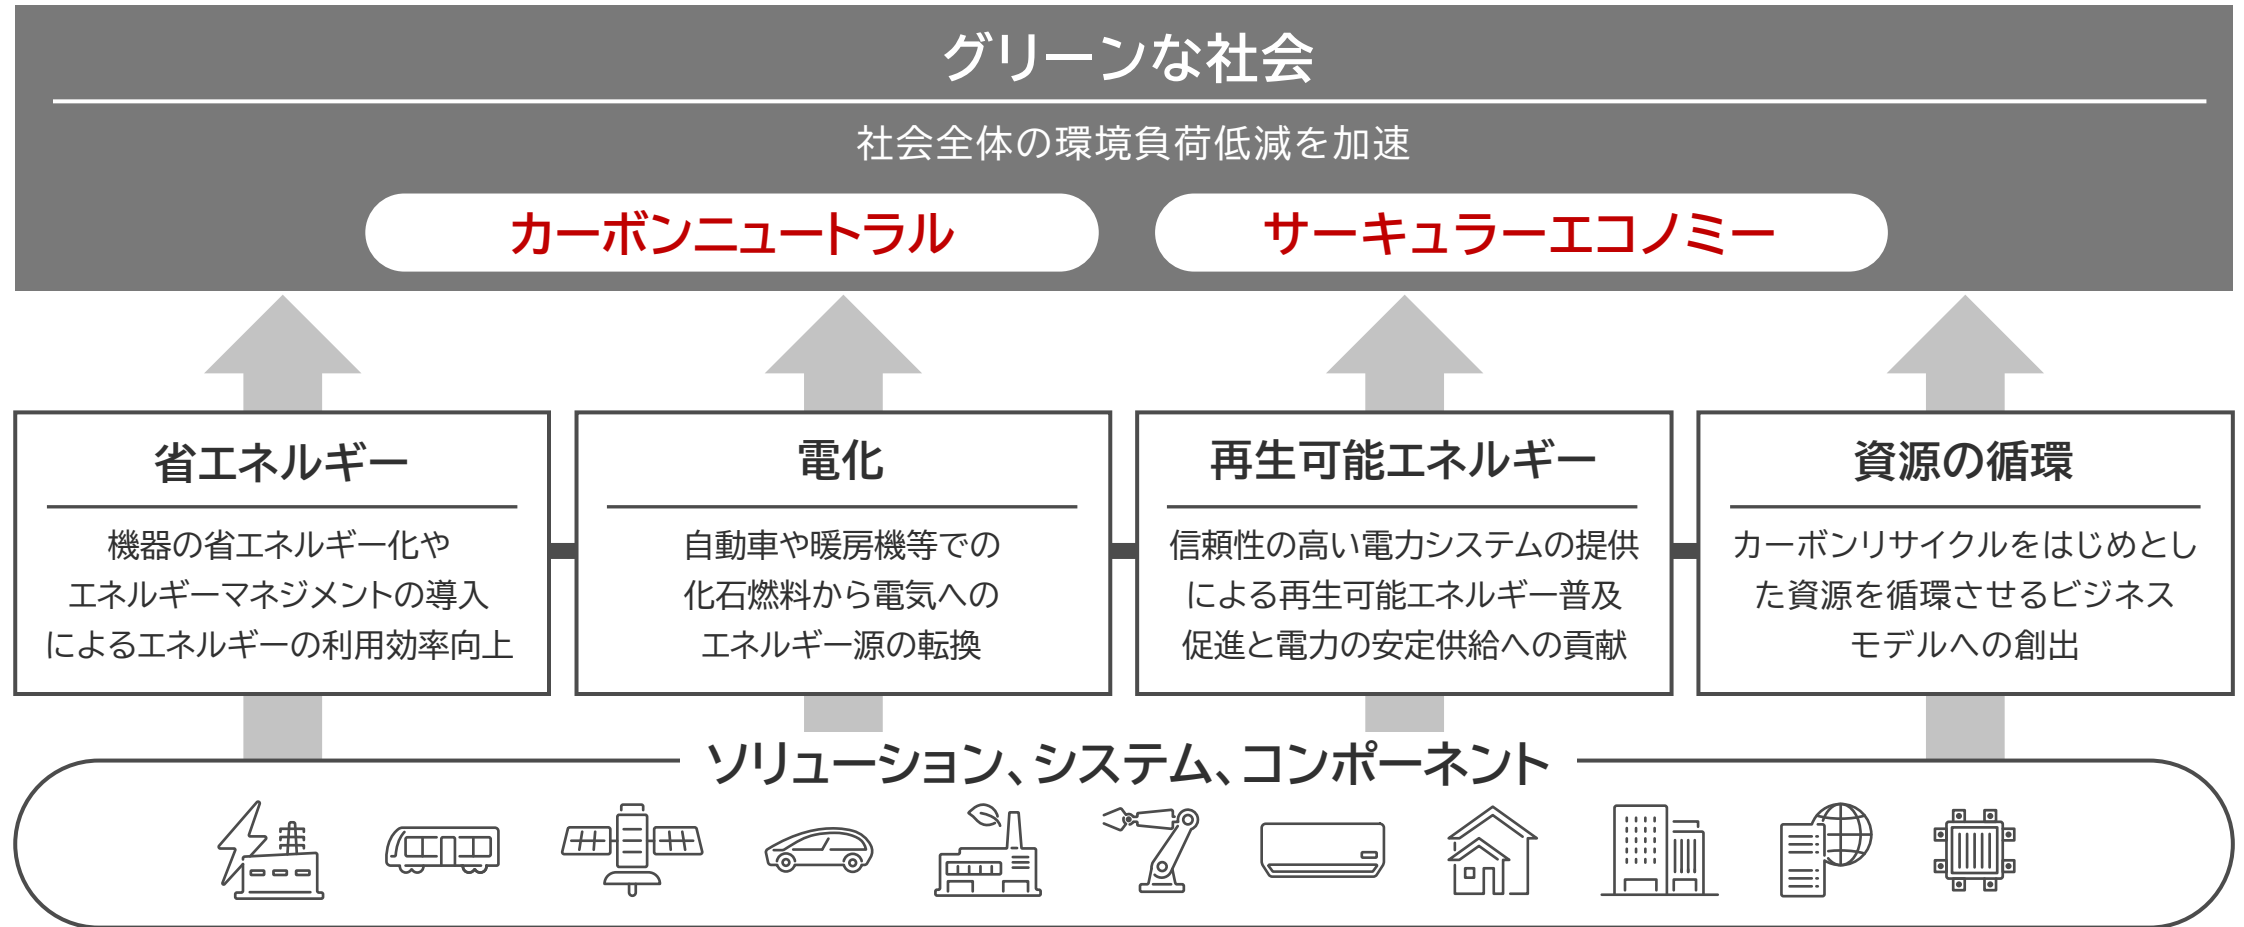 グリーンな社会
社会全体の環境負荷低減を加速
カーボンニュートラル
サーキュラーエコノミー
省エネルギー
機器の省エネルギー化や
エネルギーマネジメントの導入
によるエネルギーの利用効率向上
電化
自動車や暖房機等での
化石燃料から電気への
エネルギー源の転換
再生可能エネルギー
信頼性の高い電力システムの提供
による再生可能エネルギー普及
促進と電力の安定供給への貢献
資源の循環
カーボンリサイクルをはじめとし
た資源を循環させるビジネス
モデルへの創出
ソリューション、システム、コンポーネント